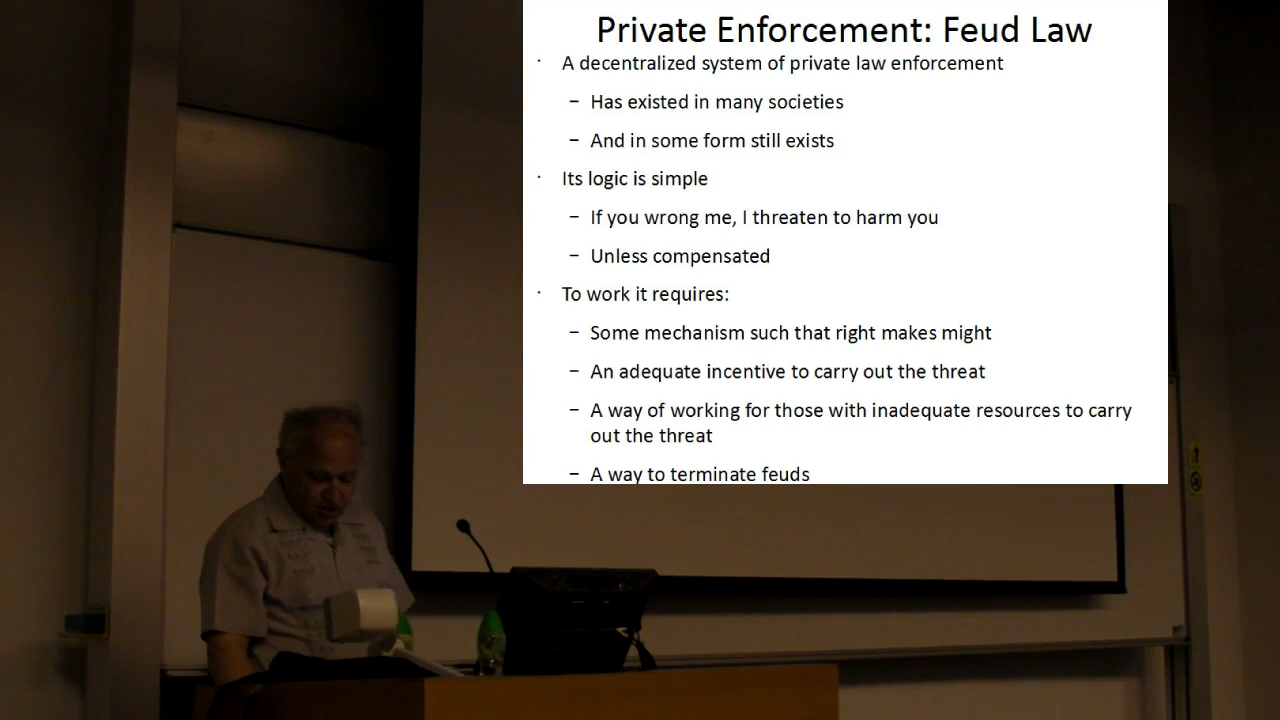 Private Enforcement: Feud Law
· A decentralized system of private law enforcement
– Has existed in many societies
– And in some form still exists
· Its logic is simple
– If you wrong me, I threaten to harm you
– Unless compensated
· To work it requires:
– Some mechanism such that right makes might
– An adequate incentive to carry out the threat
– A way of working for those with inadequate resources to carry
out the threat
– A way to terminate feuds